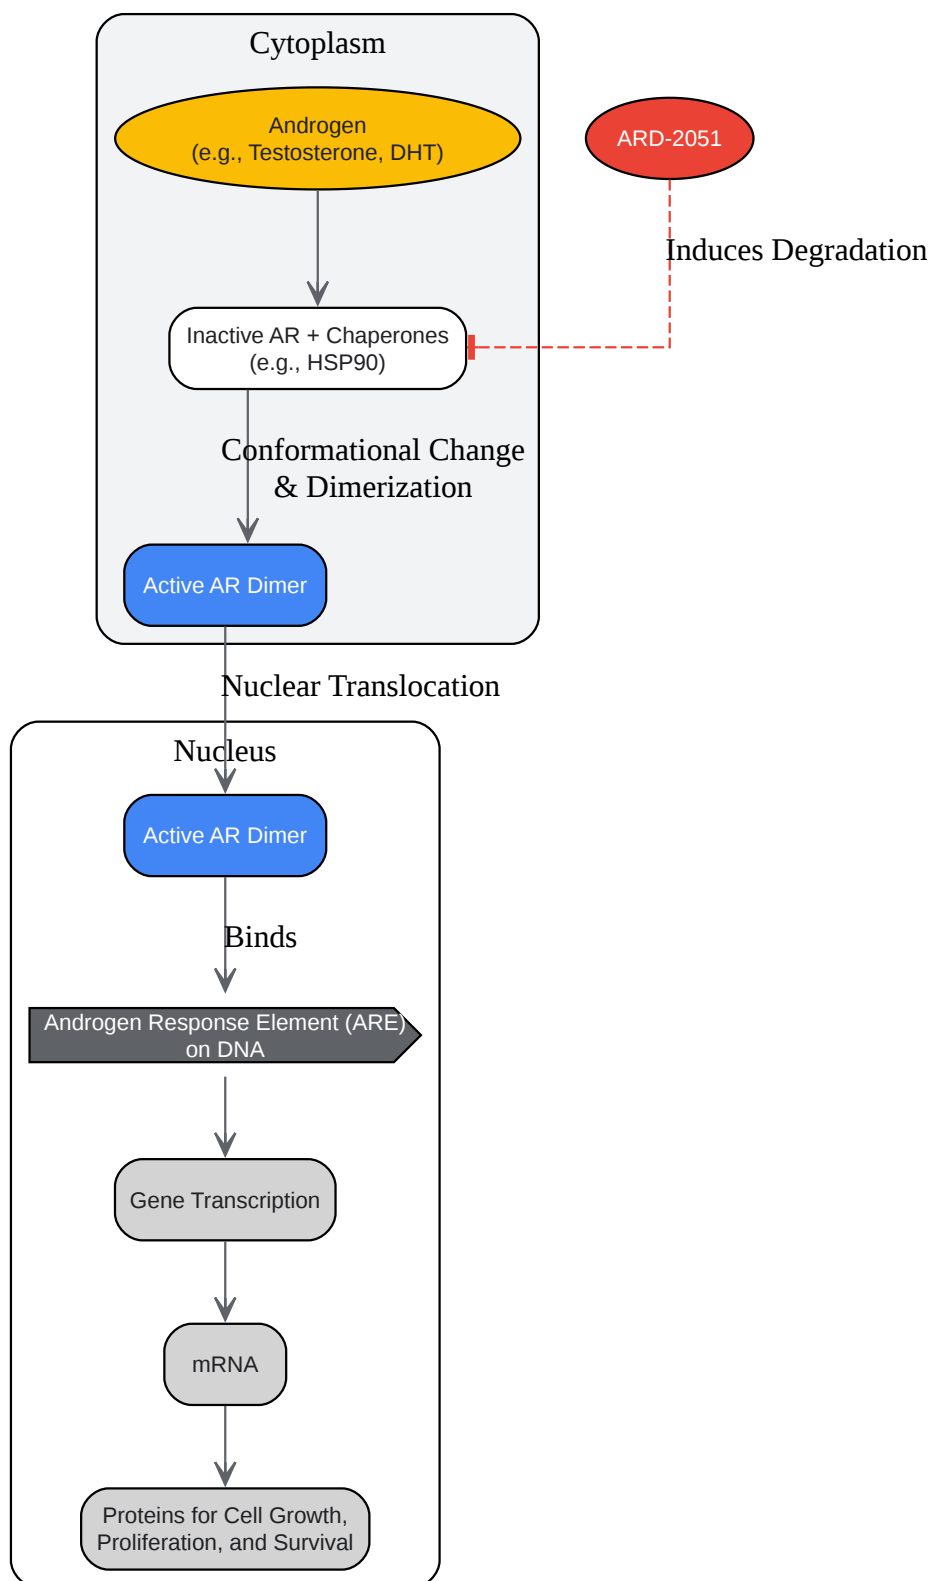 Cytoplasm
Androgen
(e.g., Testosterone, DHT)
ARD-2051
Induces Degradation
Inactive AR + Chaperones
(e.g., HSP90)
Conformational Change
& Dimerization
Active AR Dimer
Nuclear Translocation
Nucleus
Active AR Dimer
Binds
Androgen Response Element (ARE)
on DNA
Gene Transcription
mRNA
Proteins for Cell Growth,
Proliferation, and Survival